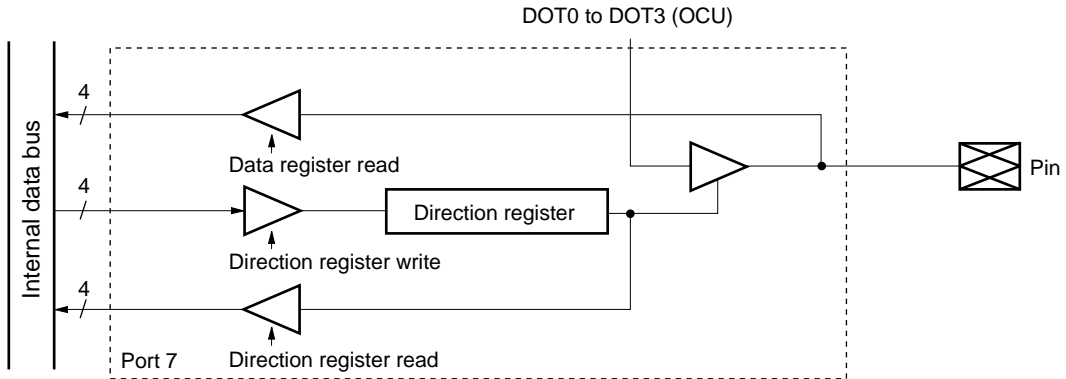 DOT0 to DOT3 (OCU)
4
Data register read
Internal data bus
Pin
4
Direction register
Direction register write
4
Port 7
Direction register read